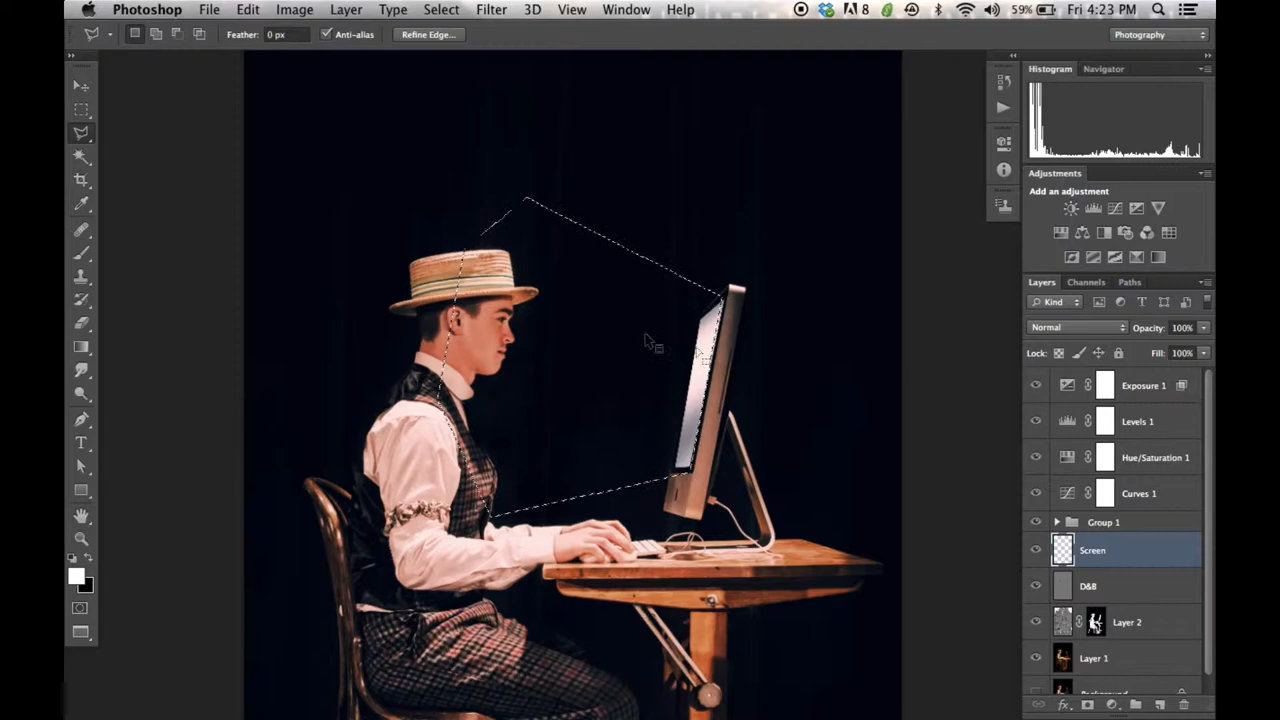 Photoshop File Edit Image Layer Type Select Filter 3D View Window Help 8 59% Fri 4:23 PM
Feather: 0 px Anti-alias Refine Edge... Photography
Histogram Navigator
Adjustments
Add an adjustment
Layers Channels Paths
Kind
Normal Opacity: 100%
Lock: Fill: 100%
Exposure 1
Levels 1
Hue/Saturation 1
Curves 1
Group 1
Screen
D&B
Layer 2
Layer 1
Background